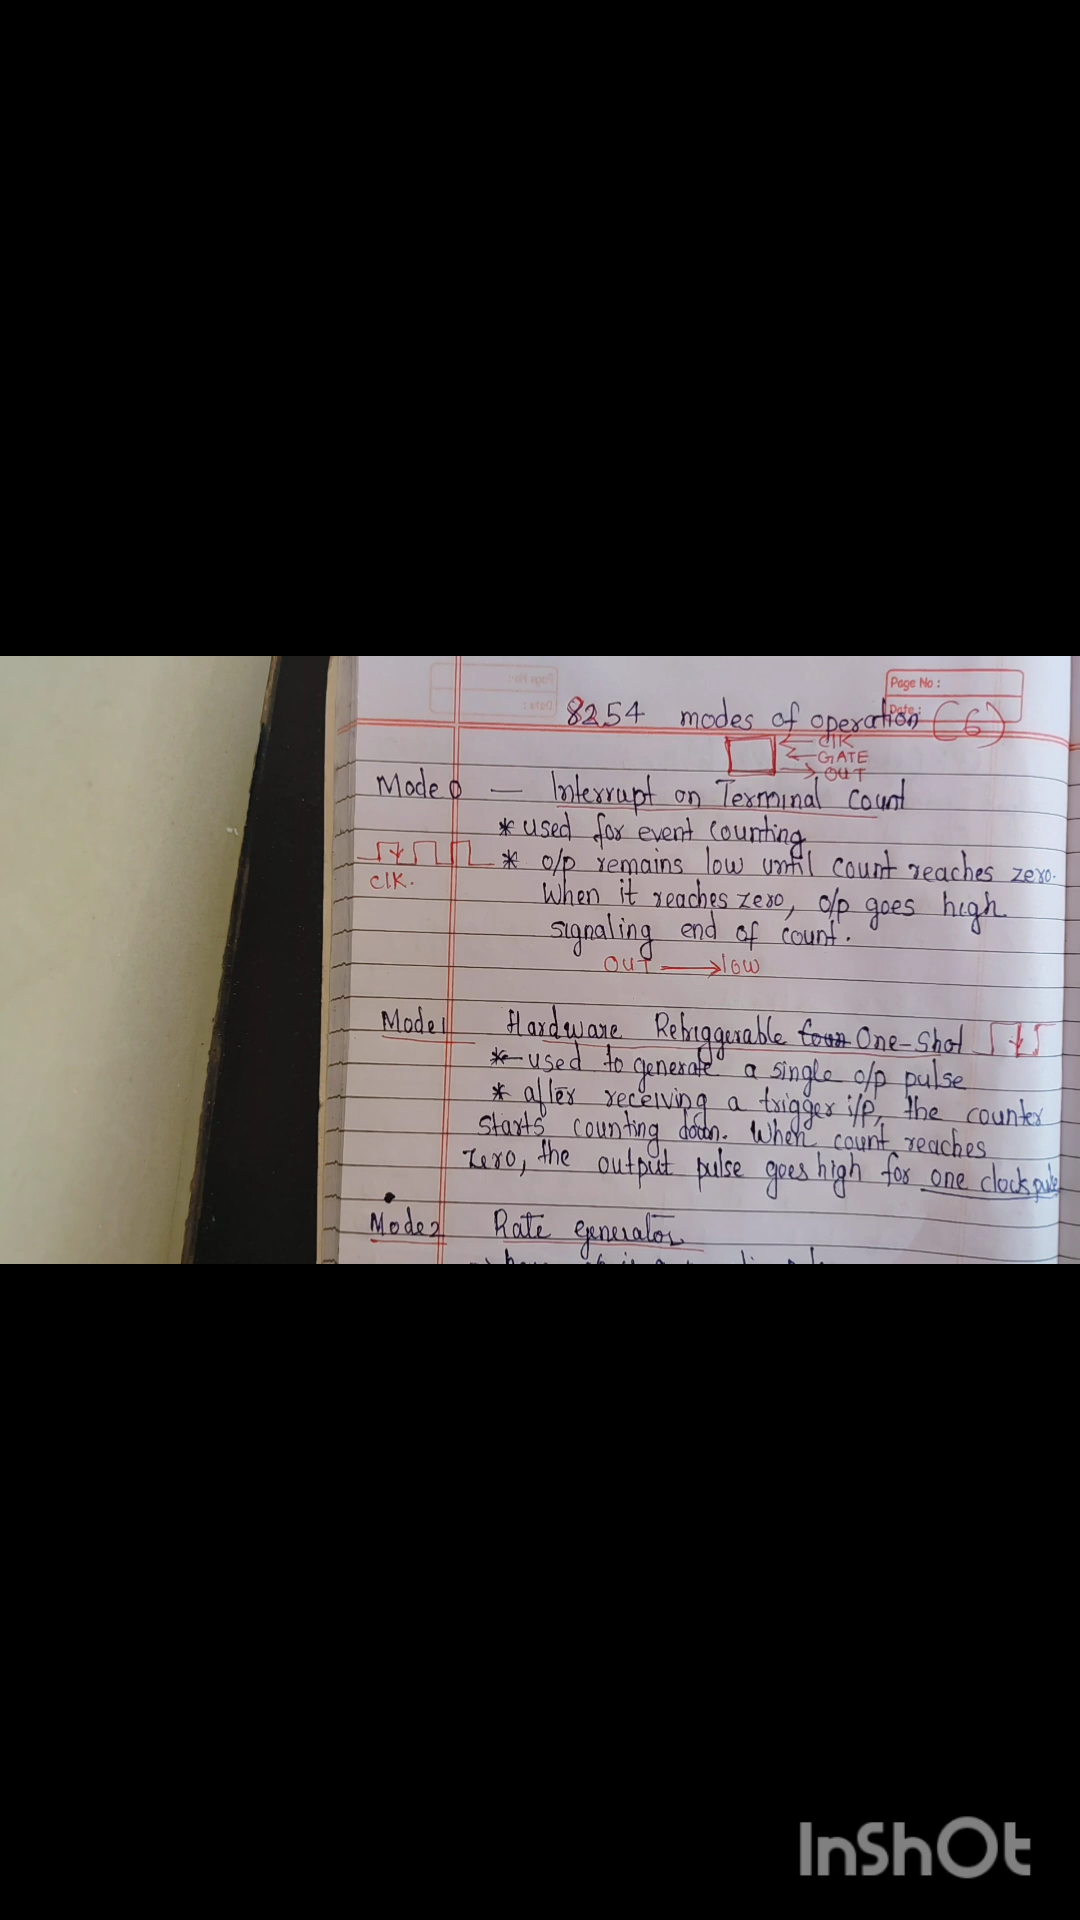 Page No :
Date :
8254 modes of operation (6)
CLK
GATE
OUT
Mode 0 — Interrupt on Terminal count
* used for event counting
* o/p remains low until count reaches zero.
CLK.
When it reaches zero, o/p goes high
signaling end of count.
OUT → low
Mode 1 Hardware Retriggerable One-Shot
* used to generate a single o/p pulse
* after receiving a trigger i/p, the counter
starts counting down. When count reaches
zero, the output pulse goes high for one clock pulse
Mode 2 Rate generator
InShOt